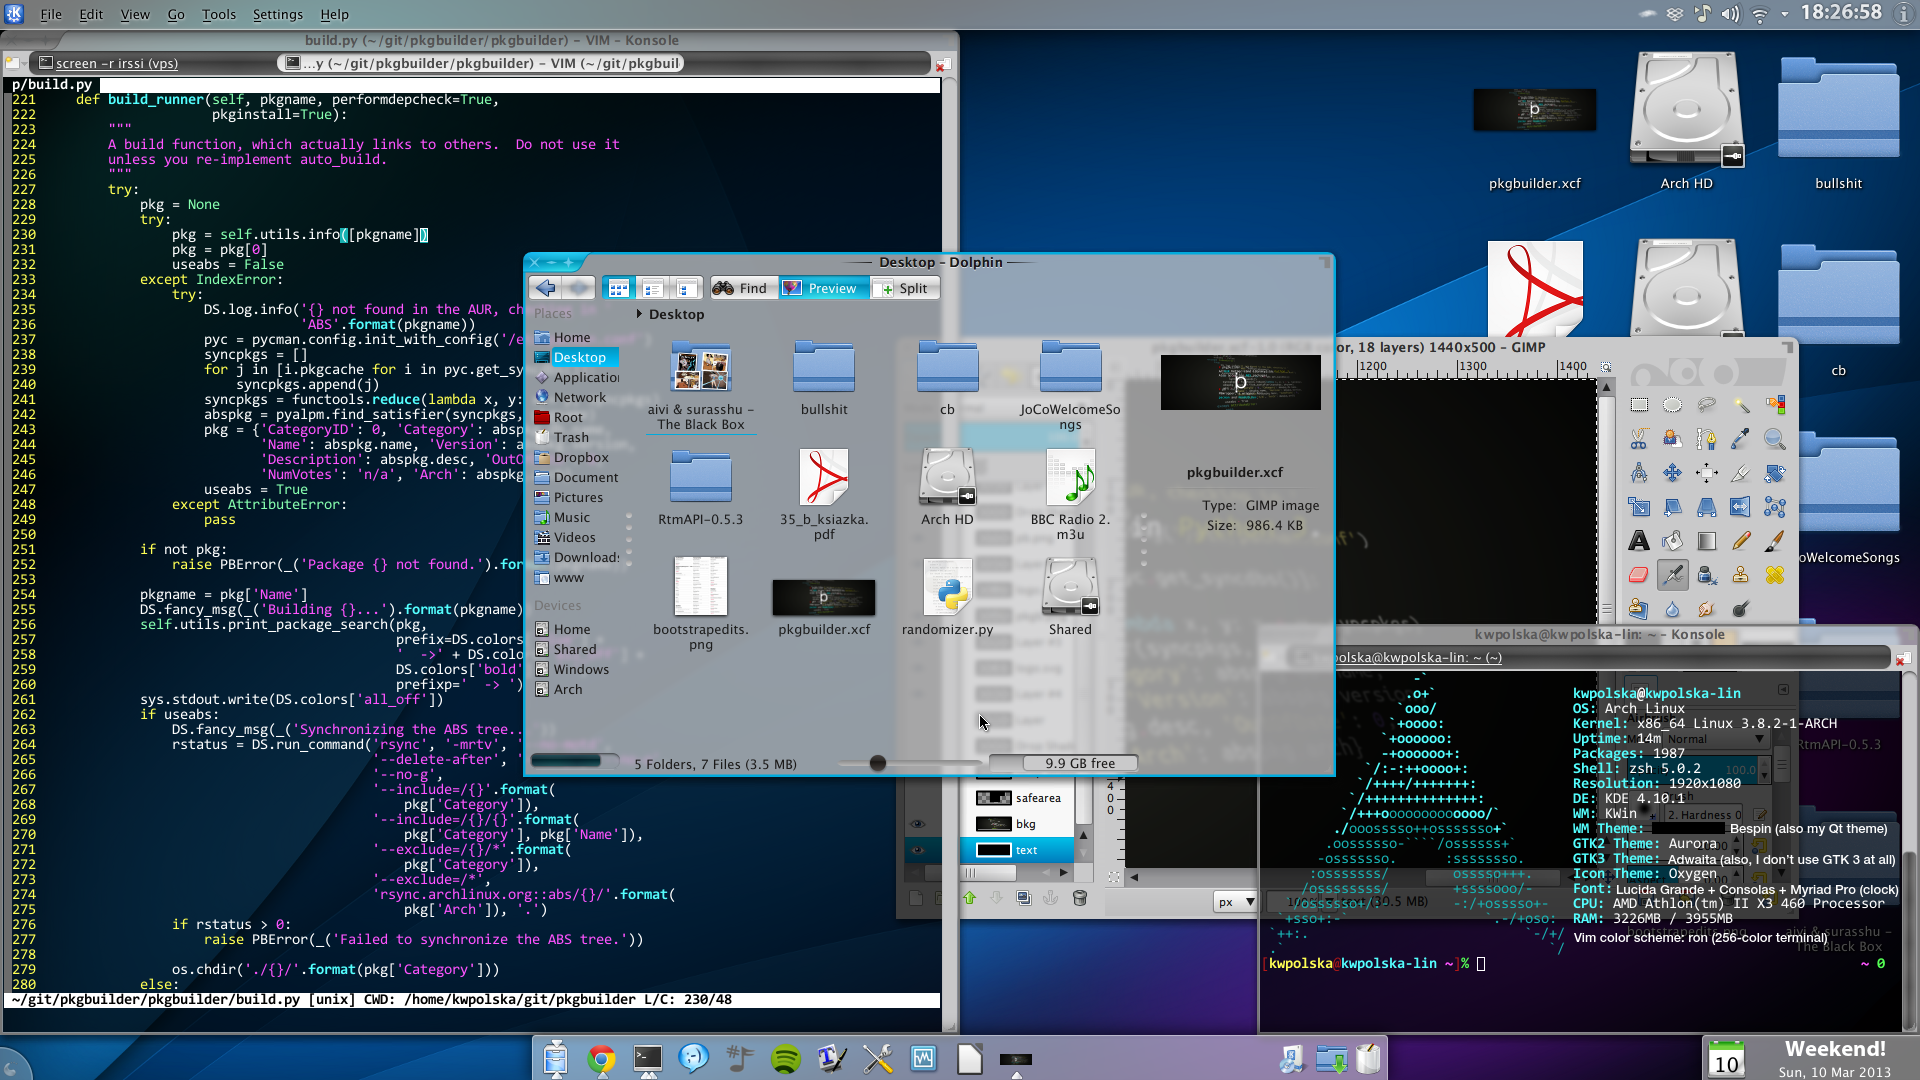 File Edit View Go Tools Settings Help
18:26:58
build.py (~/git/pkgbuilder/pkgbuilder) – VIM – Konsole
screen –r irssi (vps)
...y (~/git/pkgbuilder/pkgbuilder) – VIM (~/git/pkgbuil
p/build.py
221 def build_runner(self, pkgname, performdepcheck=True,
222 pkginstall=True):
223 """
224 A build function, which actually links to others.  Do not use it
225 unless you re-implement auto_build.
226 """
227 try:
228 pkg = None
229 try:
230 pkg = self.utils.info([pkgname])
231 pkg = pkg[0]
232 useabs = False
233 except IndexError:
234 try:
235 DS.log.info('{} not found in the AUR, ch
236 'ABS'.format(pkgname))
237 pyc = pycman.config.init_with_config('/e
238 syncpkgs = []
239 for j in [i.pkgcache for i in pyc.get_sy
240 syncpkgs.append(j)
241 syncpkgs = functools.reduce(lambda x, y:
242 abspkg = pyalpm.find_satisfier(syncpkgs,
243 pkg = {'CategoryID': 0, 'Category': absp
244 'Name': abspkg.name, 'Version': a
245 'Description': abspkg.desc, 'OutO
246 'NumVotes': 'n/a', 'Arch': abspkg
247 useabs = True
248 except AttributeError:
249 pass
250
251 if not pkg:
252 raise PBError(_('Package {} not found.').for
253
254 pkgname = pkg['Name']
255 DS.fancy_msg(_('Building {}...').format(pkgname)
256 self.utils.print_package_search(pkg,
257 prefix=DS.colors
258 '  ->' + DS.colo
259 DS.colors['bold'
260 prefixp='  -> ')
261 sys.stdout.write(DS.colors['all_off'])
262 if useabs:
263 DS.fancy_msg(_('Synchronizing the ABS tree..
264 rstatus = DS.run_command('rsync', '-mrtv',
265 '--delete-after',
266 '--no-g',
267 '--include=/{}'.format(
268 pkg['Category']),
269 '--include=/{}/{}'.format(
270 pkg['Category'], pkg['Name']),
271 '--exclude=/{}/*'.format(
272 pkg['Category']),
273 '--exclude=/*',
274 'rsync.archlinux.org::abs/{}/'.format(
275 pkg['Arch']), '.')
276 if rstatus > 0:
277 raise PBError(_('Failed to synchronize the ABS tree.'))
278
279 os.chdir('./{}/'.format(pkg['Category']))
280 else:
~/git/pkgbuilder/pkgbuilder/build.py [unix] CWD: /home/kwpolska/git/pkgbuilder L/C: 230/48
Desktop – Dolphin
Find Preview Split
Places
Home
Desktop
Applicatio
Network
Root
Trash
Dropbox
Document
Pictures
Music
Videos
Download
www
Devices
Home
Shared
Windows
Arch
Desktop
aivi & surasshu –
The Black Box
bullshit
cb
JoCoWelcomeSo
ngs
RtmAPI-0.5.3
35_b_ksiazka.
pdf
Arch HD
BBC Radio 2.
m3u
bootstrapedits.
png
pkgbuilder.xcf
randomizer.py
Shared
pkgbuilder.xcf
Type: GIMP image
Size: 986.4 KB
5 Folders, 7 Files (3.5 MB)
9.9 GB free
pkgbuilder.xcf
Arch HD
bullshit
cb
oWelcomeSongs
RtmAPI-0.5.3
aivi & surasshu –
The Black Box
bootstrapedits.png
or, 18 layers) 1440x500 – GIMP
1200 1300 1400
safearea
bkg
text
px
Normal
2. Hardness 0
kwpolska@kwpolska-lin: ~ – Konsole
olska@kwpolska-lin: ~ (~)
kwpolska@kwpolska-lin
OS: Arch Linux
Kernel: x86_64 Linux 3.8.2-1-ARCH
Uptime: 14m
Packages: 1987
Shell: zsh 5.0.2
Resolution: 1920x1080
DE: KDE 4.10.1
WM: KWin
WM Theme: Bespin (also my Qt theme)
GTK2 Theme: Aurora
GTK3 Theme: Adwaita (also, I don't use GTK 3 at all)
Icon Theme: Oxygen
Font: Lucida Grande + Consolas + Myriad Pro (clock)
CPU: AMD Athlon(tm) II X3 460 Processor
RAM: 3226MB / 3955MB
Vim color scheme: ron (256-color terminal)
[kwpolska@kwpolska-lin ~]%
~ 0
10
Weekend!
Sun, 10 Mar 2013